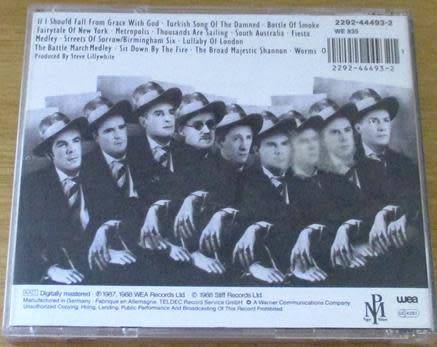 If I Should Fall From Grace With God · Turkish Song Of The Damned · Bottle Of Smoke
Fairytale Of New York · Metropolis · Thousands Are Sailing · South Australia · Fiesta
Medley · Streets Of Sorrow/Birmingham Six · Lullaby Of London
The Battle March Medley · Sit Down By The Fire · The Broad Majestic Shannon · Worms
Produced By Steve Lillywhite
2292-44493-2
WE 835
2292-44493-2
Digitally mastered · ℗ 1987, 1988 WEA Records Ltd. · © 1988 Stiff Records Ltd.
Manufactured in Germany · Fabriqué en Allemagne. TELDEC Record Service GmbH · A Warner Communications Company
Unauthorized Copying, Hiring, Lending, Public Performance And Broadcasting Of This Record Prohibited.
PM
wea